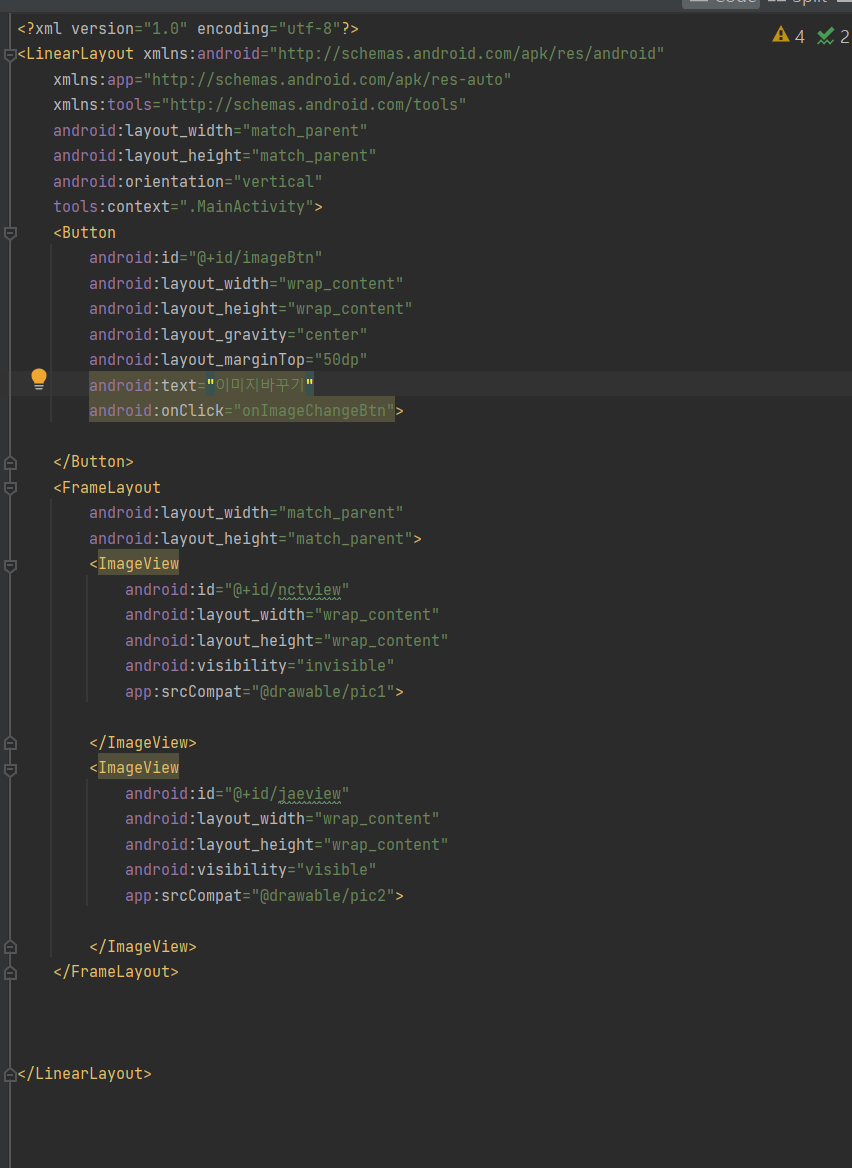 Code Split
<?xml version="1.0" encoding="utf-8"?>
4 2
<LinearLayout xmlns:android="http://schemas.android.com/apk/res/android"
    xmlns:app="http://schemas.android.com/apk/res-auto"
    xmlns:tools="http://schemas.android.com/tools"
    android:layout_width="match_parent"
    android:layout_height="match_parent"
    android:orientation="vertical"
    tools:context=".MainActivity">
    <Button
        android:id="@+id/imageBtn"
        android:layout_width="wrap_content"
        android:layout_height="wrap_content"
        android:layout_gravity="center"
        android:layout_marginTop="50dp"
        android:text="이미지바꾸기"
        android:onClick="onImageChangeBtn">
    </Button>
    <FrameLayout
        android:layout_width="match_parent"
        android:layout_height="match_parent">
        <ImageView
            android:id="@+id/nctview"
            android:layout_width="wrap_content"
            android:layout_height="wrap_content"
            android:visibility="invisible"
            app:srcCompat="@drawable/pic1">
        </ImageView>
        <ImageView
            android:id="@+id/jaeview"
            android:layout_width="wrap_content"
            android:layout_height="wrap_content"
            android:visibility="visible"
            app:srcCompat="@drawable/pic2">
        </ImageView>
    </FrameLayout>
</LinearLayout>